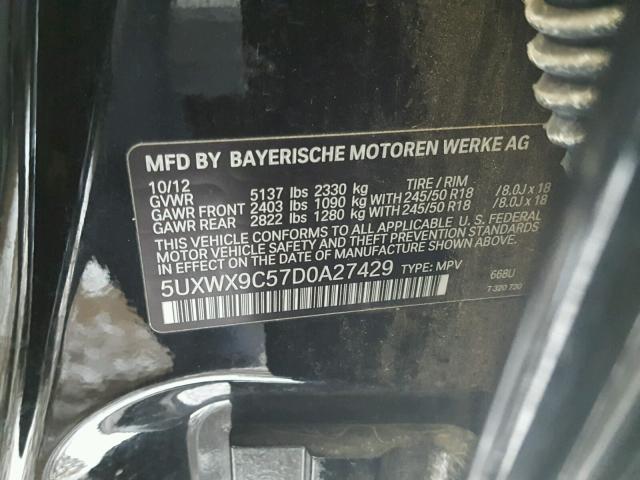 MFD BY BAYERISCHE MOTOREN WERKE AG
10/12 TIRE / RIM
GVWR 5137 lbs 2330 kg
GAWR FRONT 2403 lbs 1090 kg WITH 245/50 R18 /8.0J x 18
GAWR REAR 2822 lbs 1280 kg WITH 245/50 R18 /8.0J x 18
THIS VEHICLE CONFORMS TO ALL APPLICABLE U. S. FEDERAL
MOTOR VEHICLE SAFETY AND THEFT PREVENTION STANDARDS
IN EFFECT ON THE DATE OF MANUFACTURE SHOWN ABOVE.
5UXWX9C57D0A27429 TYPE: MPV 668U
7 320 730